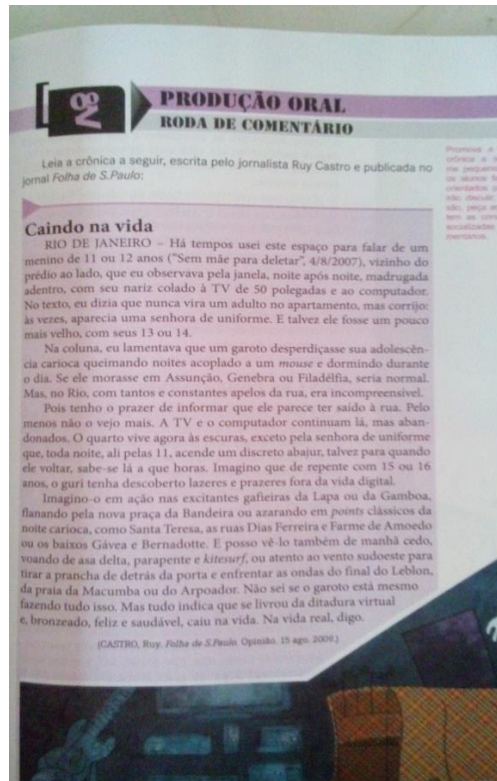 PRODUÇÃO ORAL
RODA DE COMENTÁRIO
Leia a crônica a seguir, escrita pelo jornalista Ruy Castro e publicada no
jornal Folha de S.Paulo:
Caindo na vida
RIO DE JANEIRO – Há tempos usei este espaço para falar de um
menino de 11 ou 12 anos ("Sem mãe para deletar", 4/8/2007), vizinho do
prédio ao lado, que eu observava pela janela, noite após noite, madrugada
adentro, com seu nariz colado à TV de 50 polegadas e ao computador.
No texto, eu dizia que nunca vira um adulto no apartamento, mas corrijo:
às vezes, aparecia uma senhora de uniforme. E talvez ele fosse um pouco
mais velho, com seus 13 ou 14.
Na coluna, eu lamentava que um garoto desperdiçasse sua adolescên-
cia carioca queimando noites acoplado a um mouse e dormindo durante
o dia. Se ele morasse em Assunção, Genebra ou Filadélfia, seria normal.
Mas, no Rio, com tantos e constantes apelos da rua, era incompreensível.
Pois tenho o prazer de informar que ele parece ter saído à rua. Pelo
menos não o vejo mais. A TV e o computador continuam lá, mas aban-
donados. O quarto vive agora às escuras, exceto pela senhora de uniforme
que, toda noite, ali pelas 11, acende um discreto abajur, talvez para quando
ele voltar, sabe-se lá a que horas. Imagino que de repente com 15 ou 16
anos, o guri tenha descoberto lazeres e prazeres fora da vida digital.
Imagino-o em ação nas excitantes gafieiras da Lapa ou da Gamboa,
flanando pela nova praça da Bandeira ou azarando em points clássicos da
noite carioca, como Santa Teresa, as ruas Dias Ferreira e Farme de Amoedo
ou os baixos Gávea e Bernadotte. E posso vê-lo também de manhã cedo,
voando de asa delta, parapente e kitesurf, ou atento ao vento sudoeste para
tirar a prancha de detrás da porta e enfrentar as ondas do final do Leblon,
da praia da Macumba ou do Arpoador. Não sei se o garoto está mesmo
fazendo tudo isso. Mas tudo indica que se livrou da ditadura virtual
e, bronzeado, feliz e saudável, caiu na vida. Na vida real, digo.
(CASTRO, Ruy. Folha de S.Paulo. Opinião. 15 ago. 2009.)